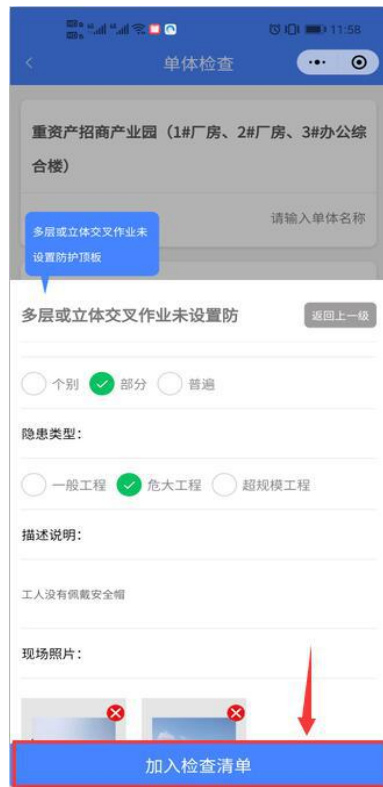 11:58
单体检查
重资产招商产业园（1#厂房、2#厂房、3#办公综
合楼）
请输入单体名称
多层或立体交叉作业未
设置防护顶板
多层或立体交叉作业未设置防
返回上一级
个别 部分 普遍
隐患类型：
一般工程 危大工程 超规模工程
描述说明：
工人没有佩戴安全帽
现场照片：
加入检查清单